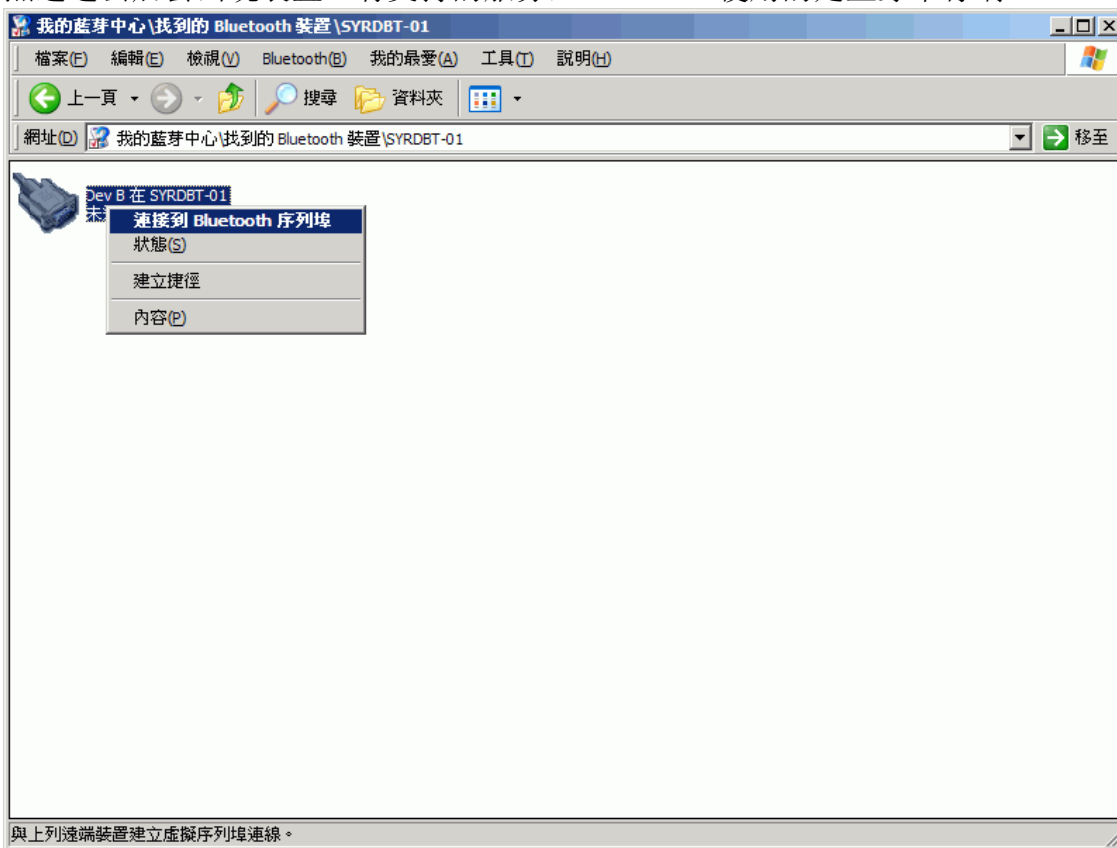 我的藍芽中心\找到的 Bluetooth 裝置\SYRDBT-01
檔案(F) 編輯(E) 檢視(V) Bluetooth(B) 我的最愛(A) 工具(T) 說明(H)
上一頁 搜尋 資料夾
網址(D) 我的藍芽中心\找到的 Bluetooth 裝置\SYRDBT-01 移至
Dev B 在 SYRDBT-01
未
連接到 Bluetooth 序列埠
狀態(S)
建立捷徑
內容(P)
與上列遠端裝置建立虛擬序列埠連線。